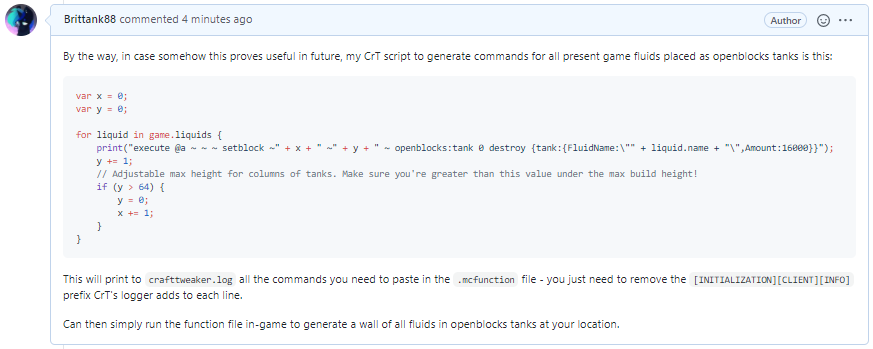 Brittank88 commented 4 minutes ago
Author
By the way, in case somehow this proves useful in future, my CrT script to generate commands for all present game fluids placed as openblocks tanks is this:
var x = 0;
var y = 0;
for liquid in game.liquids {
    print("execute @a ~ ~ ~ setblock ~" + x + " ~" + y + " ~ openblocks:tank 0 destroy {tank:{FluidName:\"" + liquid.name + "\",Amount:16000}}");
    y += 1;
    // Adjustable max height for columns of tanks. Make sure you're greater than this value under the max build height!
    if (y > 64) {
        y = 0;
        x += 1;
    }
}
This will print to crafttweaker.log all the commands you need to paste in the .mcfunction file - you just need to remove the [INITIALIZATION][CLIENT][INFO]
prefix CrT's logger adds to each line.
Can then simply run the function file in-game to generate a wall of all fluids in openblocks tanks at your location.